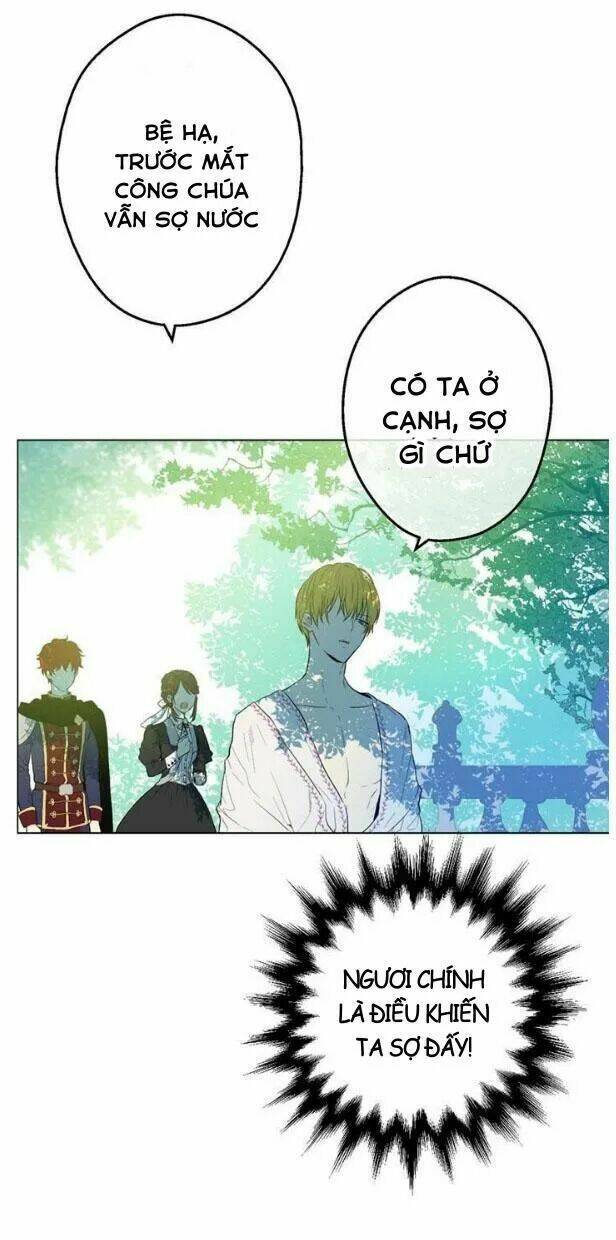 BỆ HẠ,
TRƯỚC MẮT
CÔNG CHÚA
VẪN SỢ NƯỚC
CÓ TA Ở
CẠNH, SỢ
GÌ CHỨ
NGƯƠI CHÍNH
LÀ ĐIỀU KHIẾN
TA SỢ ĐẤY!